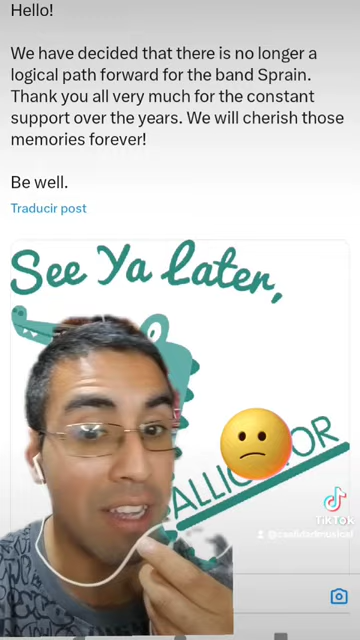 Hello!
We have decided that there is no longer a
logical path forward for the band Sprain.
Thank you all very much for the constant
support over the years. We will cherish those
memories forever!
Be well.
Traducir post
See Ya Later,
TikTok